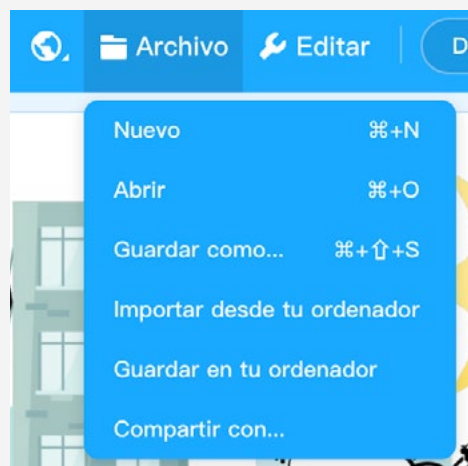 Archivo Editar D
Nuevo ⌘+N
Abrir ⌘+O
Guardar como... ⌘+⇧+S
Importar desde tu ordenador
Guardar en tu ordenador
Compartir con...